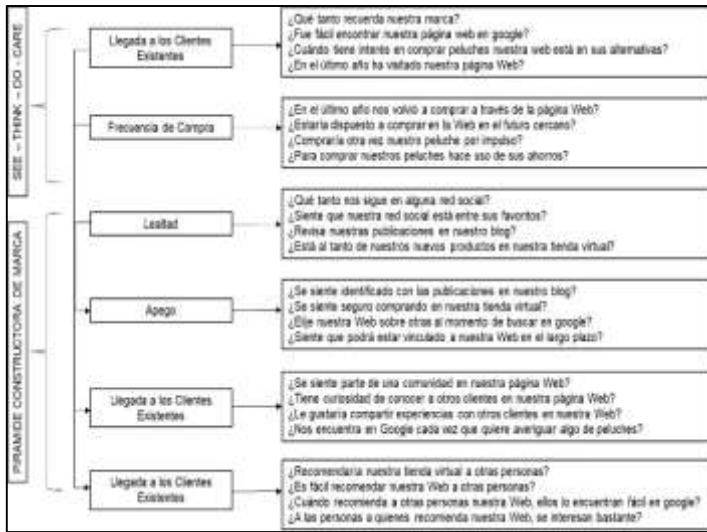 SEE – THINK – DO - CARE
Llegada a los Clientes
Existentes
¿Qué tanto recuerda nuestra marca?
¿Fue fácil encontrar nuestra página web en google?
¿Cuándo tiene interés en comprar peluches nuestra web está en sus alternativas?
¿En el último año ha visitado nuestra página Web?
Frecuencia de Compra
¿En el último año nos volvió a comprar a través de la página Web?
¿Estaría dispuesto a comprar en la Web en el futuro cercano?
¿Compraría otra vez nuestro peluche por impulso?
¿Para comprar nuestros peluches hace uso de sus ahorros?
PIRAMIDE CONSTRUCTORA DE MARCA
Lealtad
¿Qué tanto nos sigue en alguna red social?
¿Siente que nuestra red social está entre sus favoritos?
¿Revisa nuestras publicaciones en nuestro blog?
¿Está al tanto de nuestros nuevos productos en nuestra tienda virtual?
Apego
¿Se siente identificado con las publicaciones en nuestro blog?
¿Se siente seguro comprando en nuestra tienda virtual?
¿Elije nuestra Web sobre otras al momento de buscar en google?
¿Siente que podrá estar vinculado a nuestra Web en el largo plazo?
Llegada a los Clientes
Existentes
¿Se siente parte de una comunidad en nuestra página Web?
¿Tiene curiosidad de conocer a otros clientes en nuestra página Web?
¿Le gustaría compartir experiencias con otros clientes en nuestra Web?
¿Nos encuentra en Google cada vez que quiere averiguar algo de peluches?
Llegada a los Clientes
Existentes
¿Recomendaría nuestra tienda virtual a otras personas?
¿Es fácil recomendar nuestra Web a otras personas?
¿Cuándo recomienda a otras personas nuestra Web, ellos lo encuentran fácil en google?
¿A las personas a quienes recomenda nuestra Web, se interesan bastante?